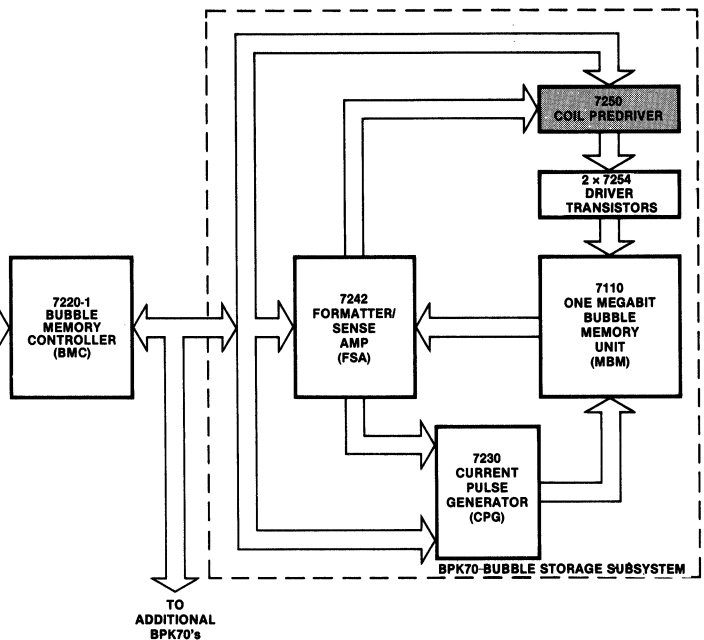 7250
COIL PREDRIVER
2 × 7254
DRIVER
TRANSISTORS
7220-1
BUBBLE
MEMORY
CONTROLLER
(BMC)
7242
FORMATTER/
SENSE
AMP
(FSA)
7110
ONE MEGABIT
BUBBLE
MEMORY
UNIT
(MBM)
7230
CURRENT
PULSE
GENERATOR
(CPG)
BPK70-BUBBLE STORAGE SUBSYSTEM
TO
ADDITIONAL
BPK70's